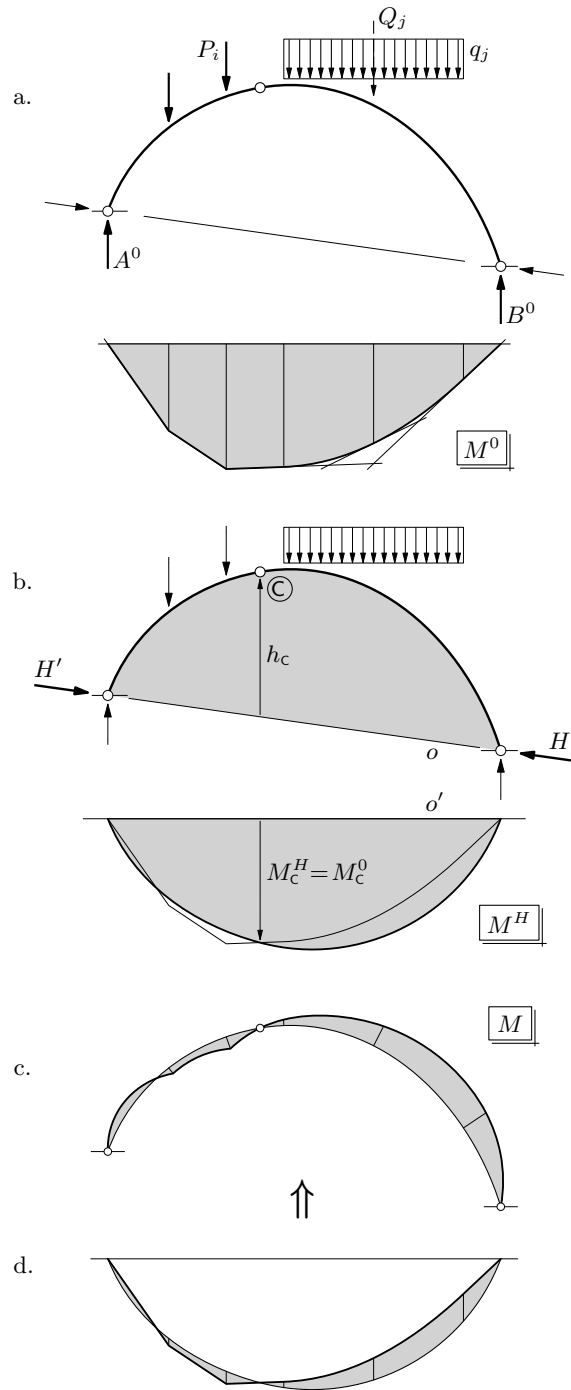 Q_j
P_i
q_j
a.
A^0
B^0
M^0
b.
C
h_C
H'
H
o
o'
M_C^H = M_C^0
M^H
M
c.
d.